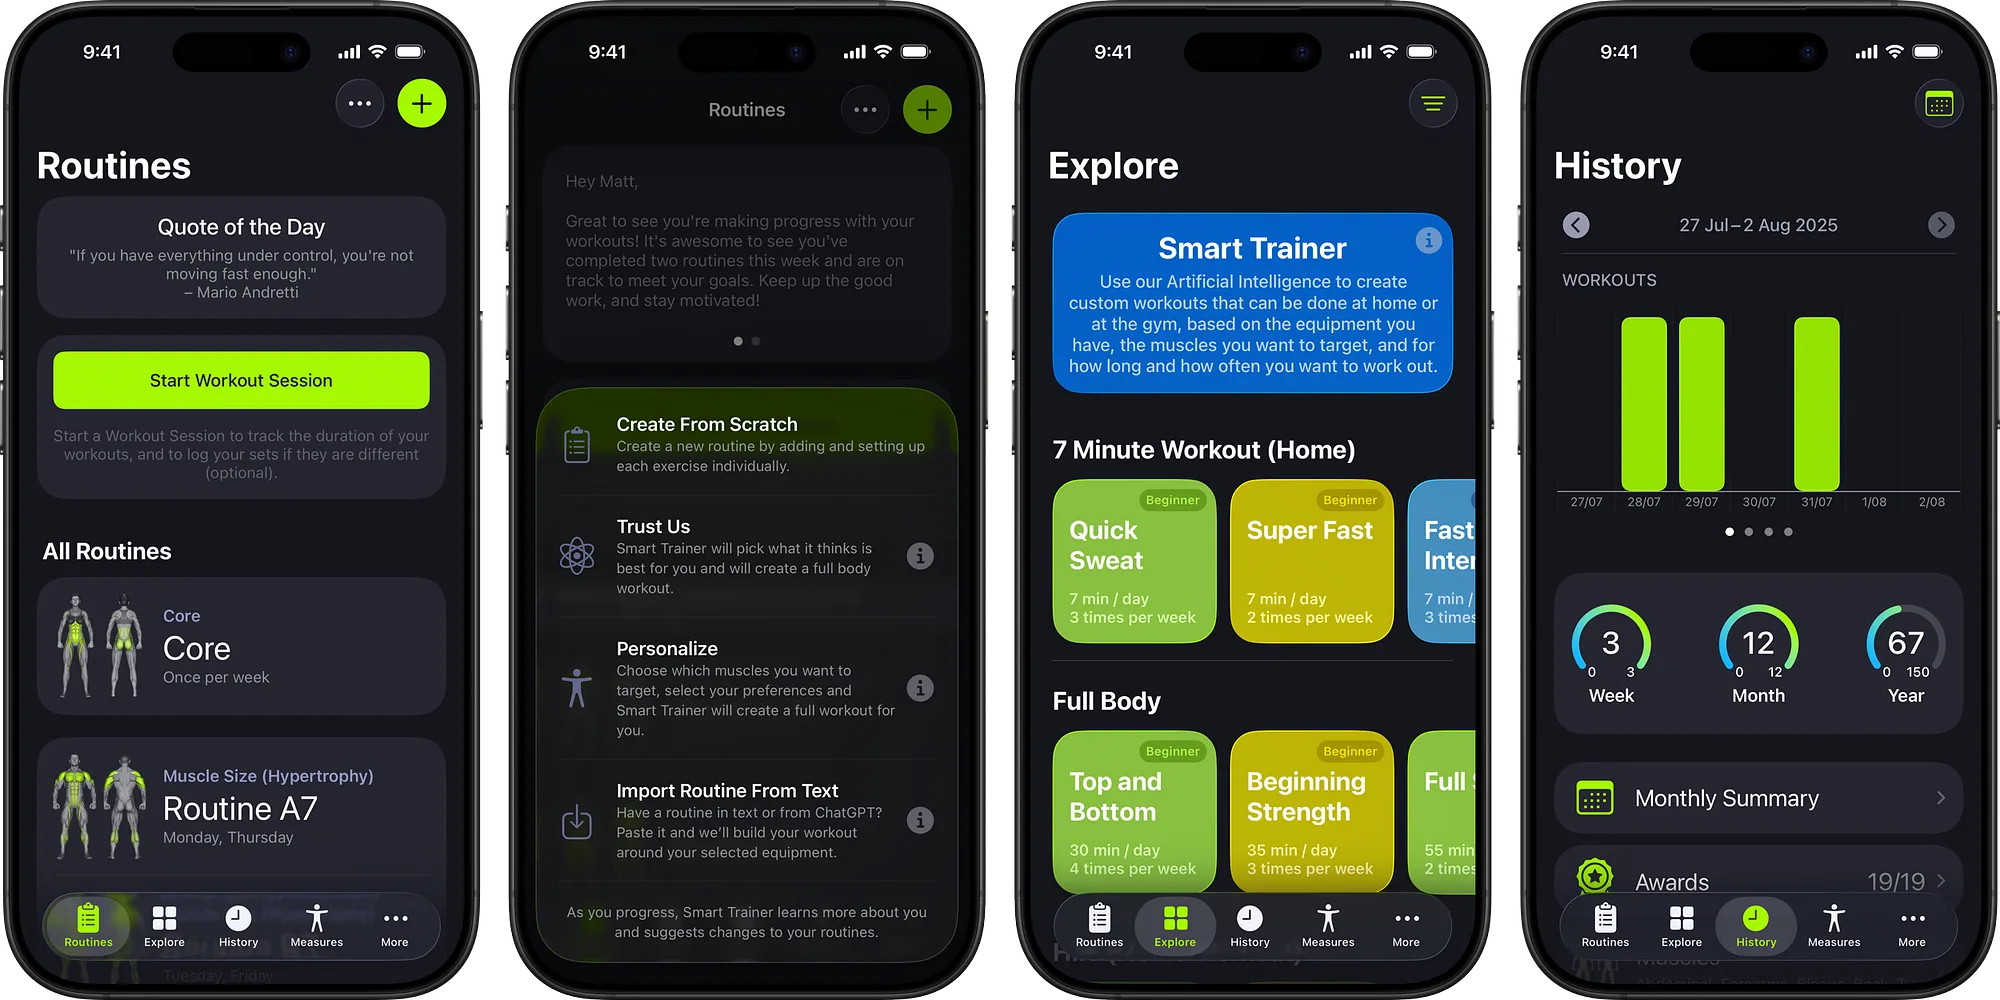 9:41
Routines
Quote of the Day
"If you have everything under control, you're not
moving fast enough."
– Mario Andretti
Start Workout Session
Start a Workout Session to track the duration of your
workouts, and to log your sets if they are different
(optional).
All Routines
Core
Core
Once per week
Muscle Size (Hypertrophy)
Routine A7
Monday, Thursday
Tuesday, Friday
Routines
Explore
History
Measures
More
9:41
Routines
Hey Matt,
Great to see you're making progress with your
workouts! It's awesome to see you've
completed two routines this week and are on
track to meet your goals. Keep up the good
work, and stay motivated!
Create From Scratch
Create a new routine by adding and setting up
each exercise individually.
Trust Us
Smart Trainer will pick what it thinks is
best for you and will create a full body
workout.
Personalize
Choose which muscles you want to
target, select your preferences and
Smart Trainer will create a full workout for
you.
Import Routine From Text
Have a routine in text or from ChatGPT?
Paste it and we'll build your workout
around your selected equipment.
As you progress, Smart Trainer learns more about you
and suggests changes to your routines.
9:41
Explore
Smart Trainer
Use our Artificial Intelligence to create
custom workouts that can be done at home or
at the gym, based on the equipment you
have, the muscles you want to target, and for
how long and how often you want to work out.
7 Minute Workout (Home)
Beginner
Quick
Sweat
7 min / day
3 times per week
Beginner
Super Fast
7 min / day
2 times per week
Fast
Inter
7 min /
3 times
Full Body
Beginner
Top and
Bottom
30 min / day
4 times per week
Beginner
Beginning
Strength
35 min / day
3 times per week
Full
55 min
2 times
Routines
Explore
History
Measures
More
9:41
History
27 Jul–2 Aug 2025
WORKOUTS
27/07 28/07 29/07 30/07 31/07 1/08 2/08
3
0 3
Week
12
0 12
Month
67
0 150
Year
Monthly Summary
Awards 19/19
Routines
Explore
History
Measures
More
Muscles